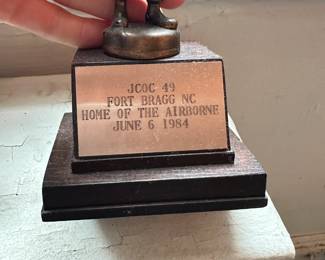 JCOC 49
FORT BRAGG NC
HOME OF THE AIRBORNE
JUNE 6 1984